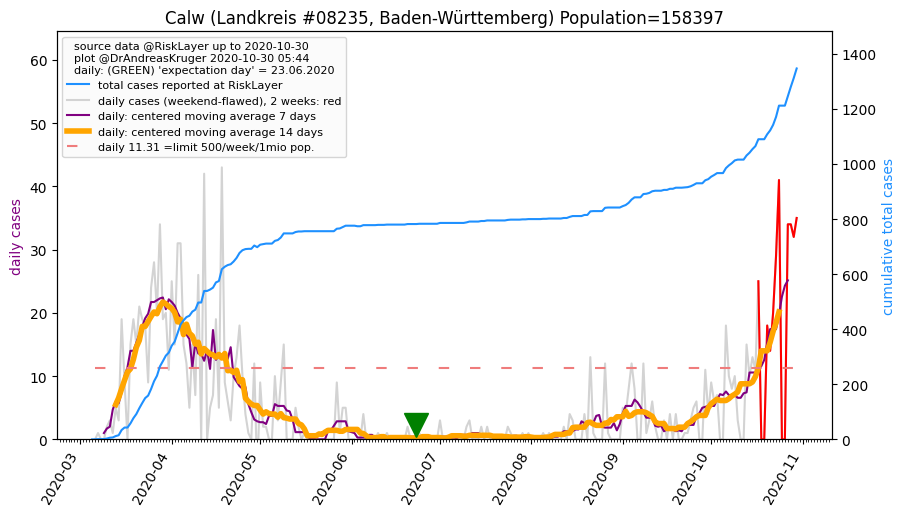 Calw (Landkreis #08235, Baden-Württemberg) Population=158397
source data @RiskLayer up to 2020-10-30
plot @DrAndreasKruger 2020-10-30 05:44
daily: (GREEN) 'expectation day' = 23.06.2020
total cases reported at RiskLayer
daily cases (weekend-flawed), 2 weeks: red
daily: centered moving average 7 days
daily: centered moving average 14 days
daily 11.31 =limit 500/week/1mio pop.
daily cases
60
50
40
30
20
10
0
cumulative total cases
1400
1200
1000
800
600
400
200
0
2020-03
2020-04
2020-05
2020-06
2020-07
2020-08
2020-09
2020-10
2020-11